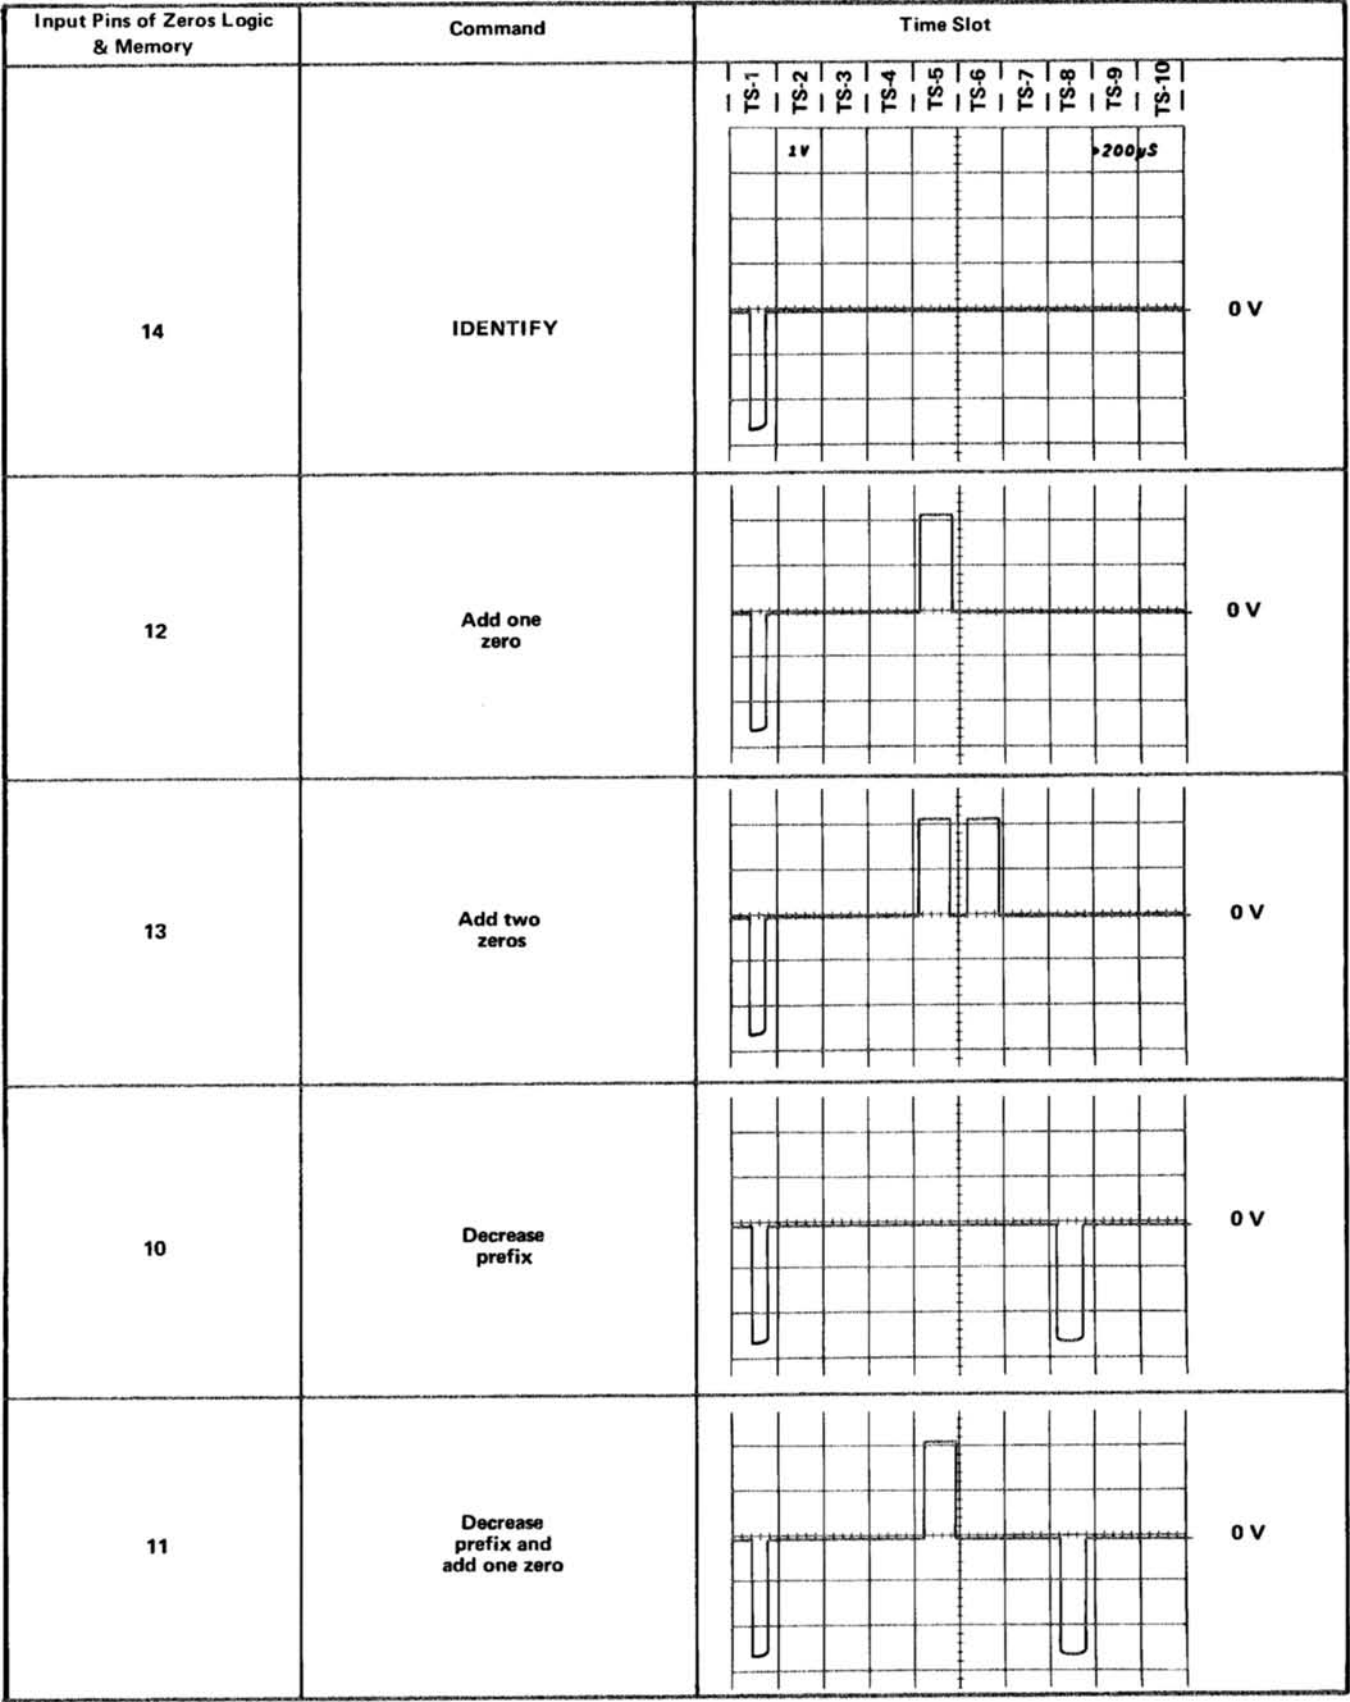 Input Pins of Zeros Logic
& Memory
Command
Time Slot
TS-1
TS-2
TS-3
TS-4
TS-5
TS-6
TS-7
TS-8
TS-9
TS-10
1V
200µS
14
IDENTIFY
0 V
12
Add one
zero
0 V
13
Add two
zeros
0 V
10
Decrease
prefix
0 V
11
Decrease
prefix and
add one zero
0 V